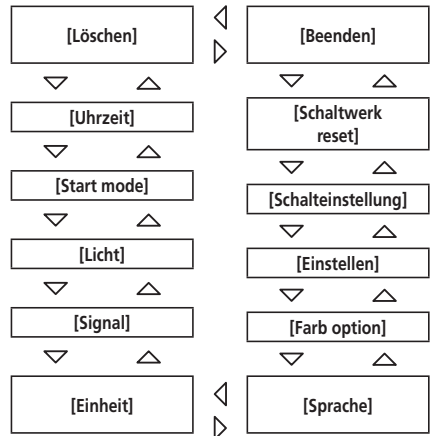 [Löschen]
[Uhrzeit]
[Start mode]
[Licht]
[Signal]
[Einheit]
[Beenden]
[Schaltwerk
reset]
[Schalteinstellung]
[Einstellen]
[Farb option]
[Sprache]